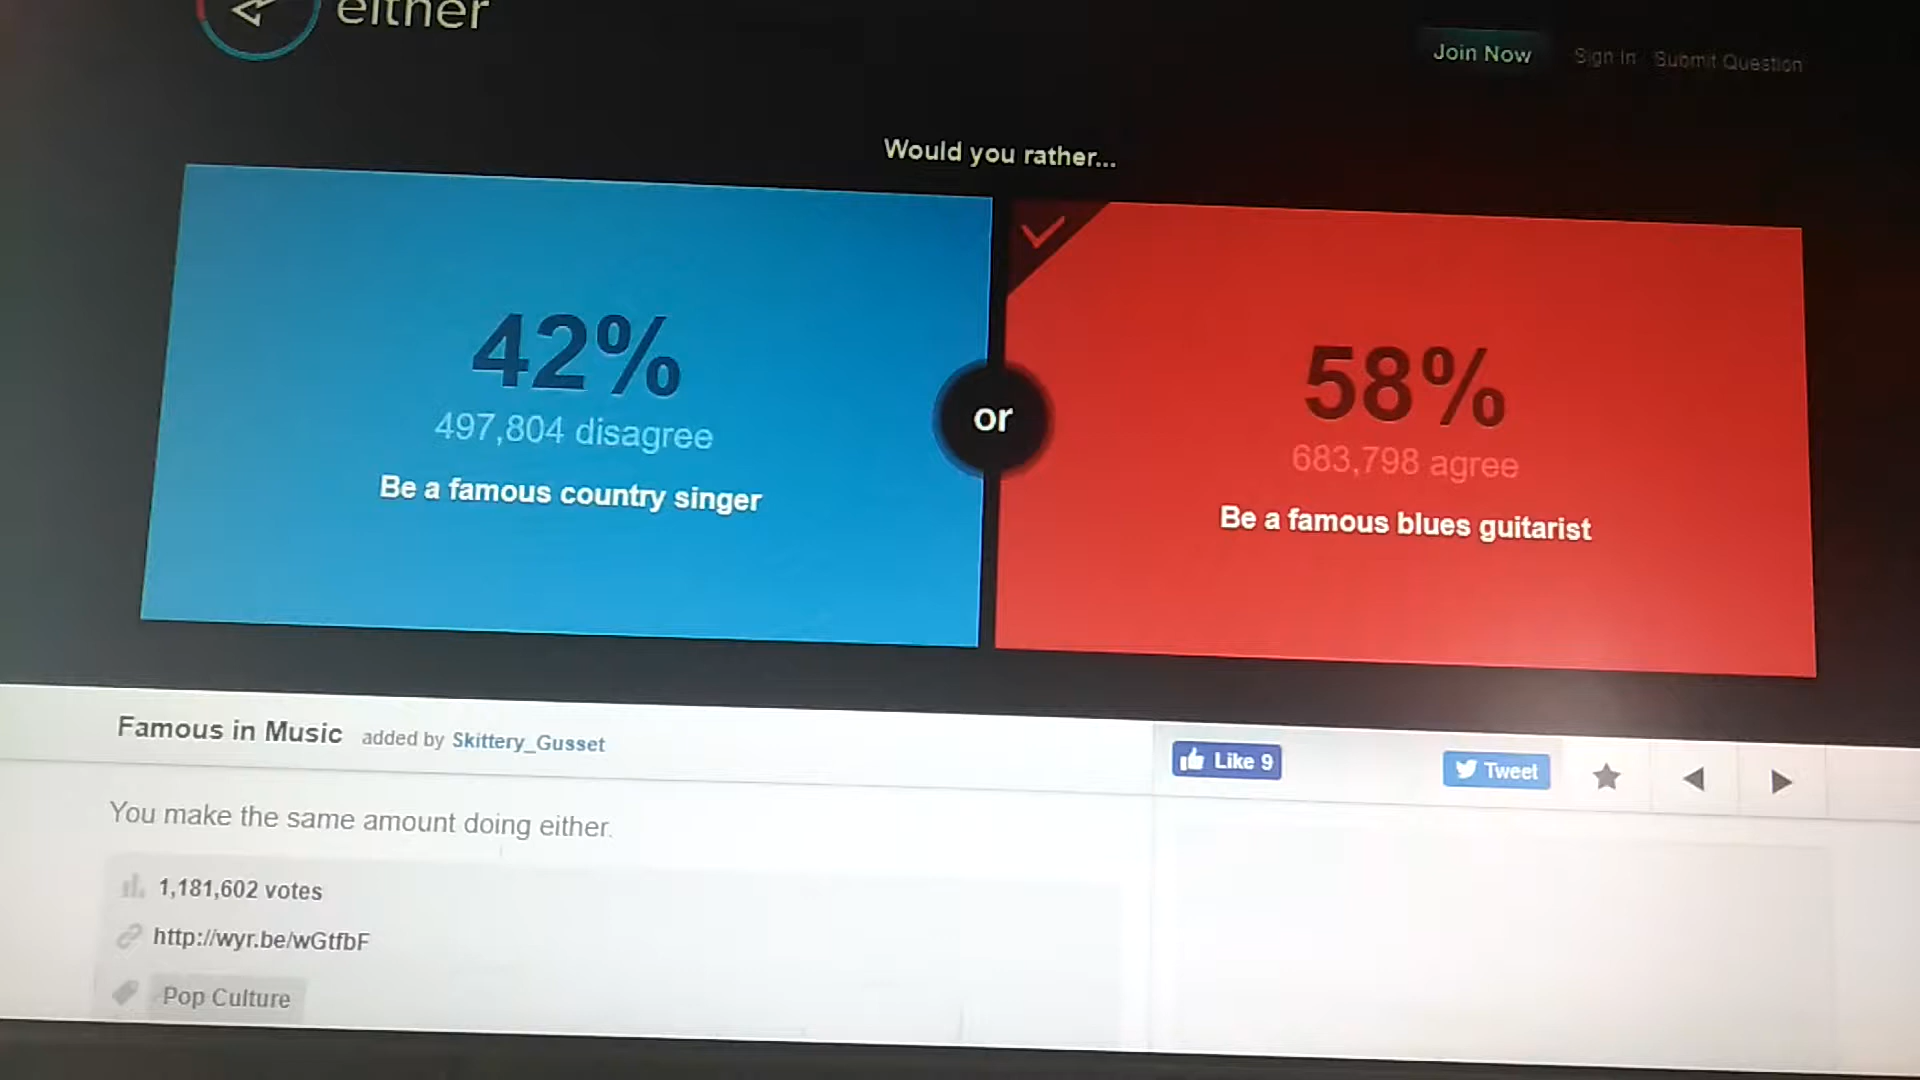 either
Join Now
Sign In
Submit Question
Would you rather...
42%
497,804 disagree
Be a famous country singer
or
58%
683,798 agree
Be a famous blues guitarist
Famous in Music added by Skittery_Gusset
Like 9
Tweet
You make the same amount doing either.
1,181,602 votes
http://wyr.be/wGtfbF
Pop Culture